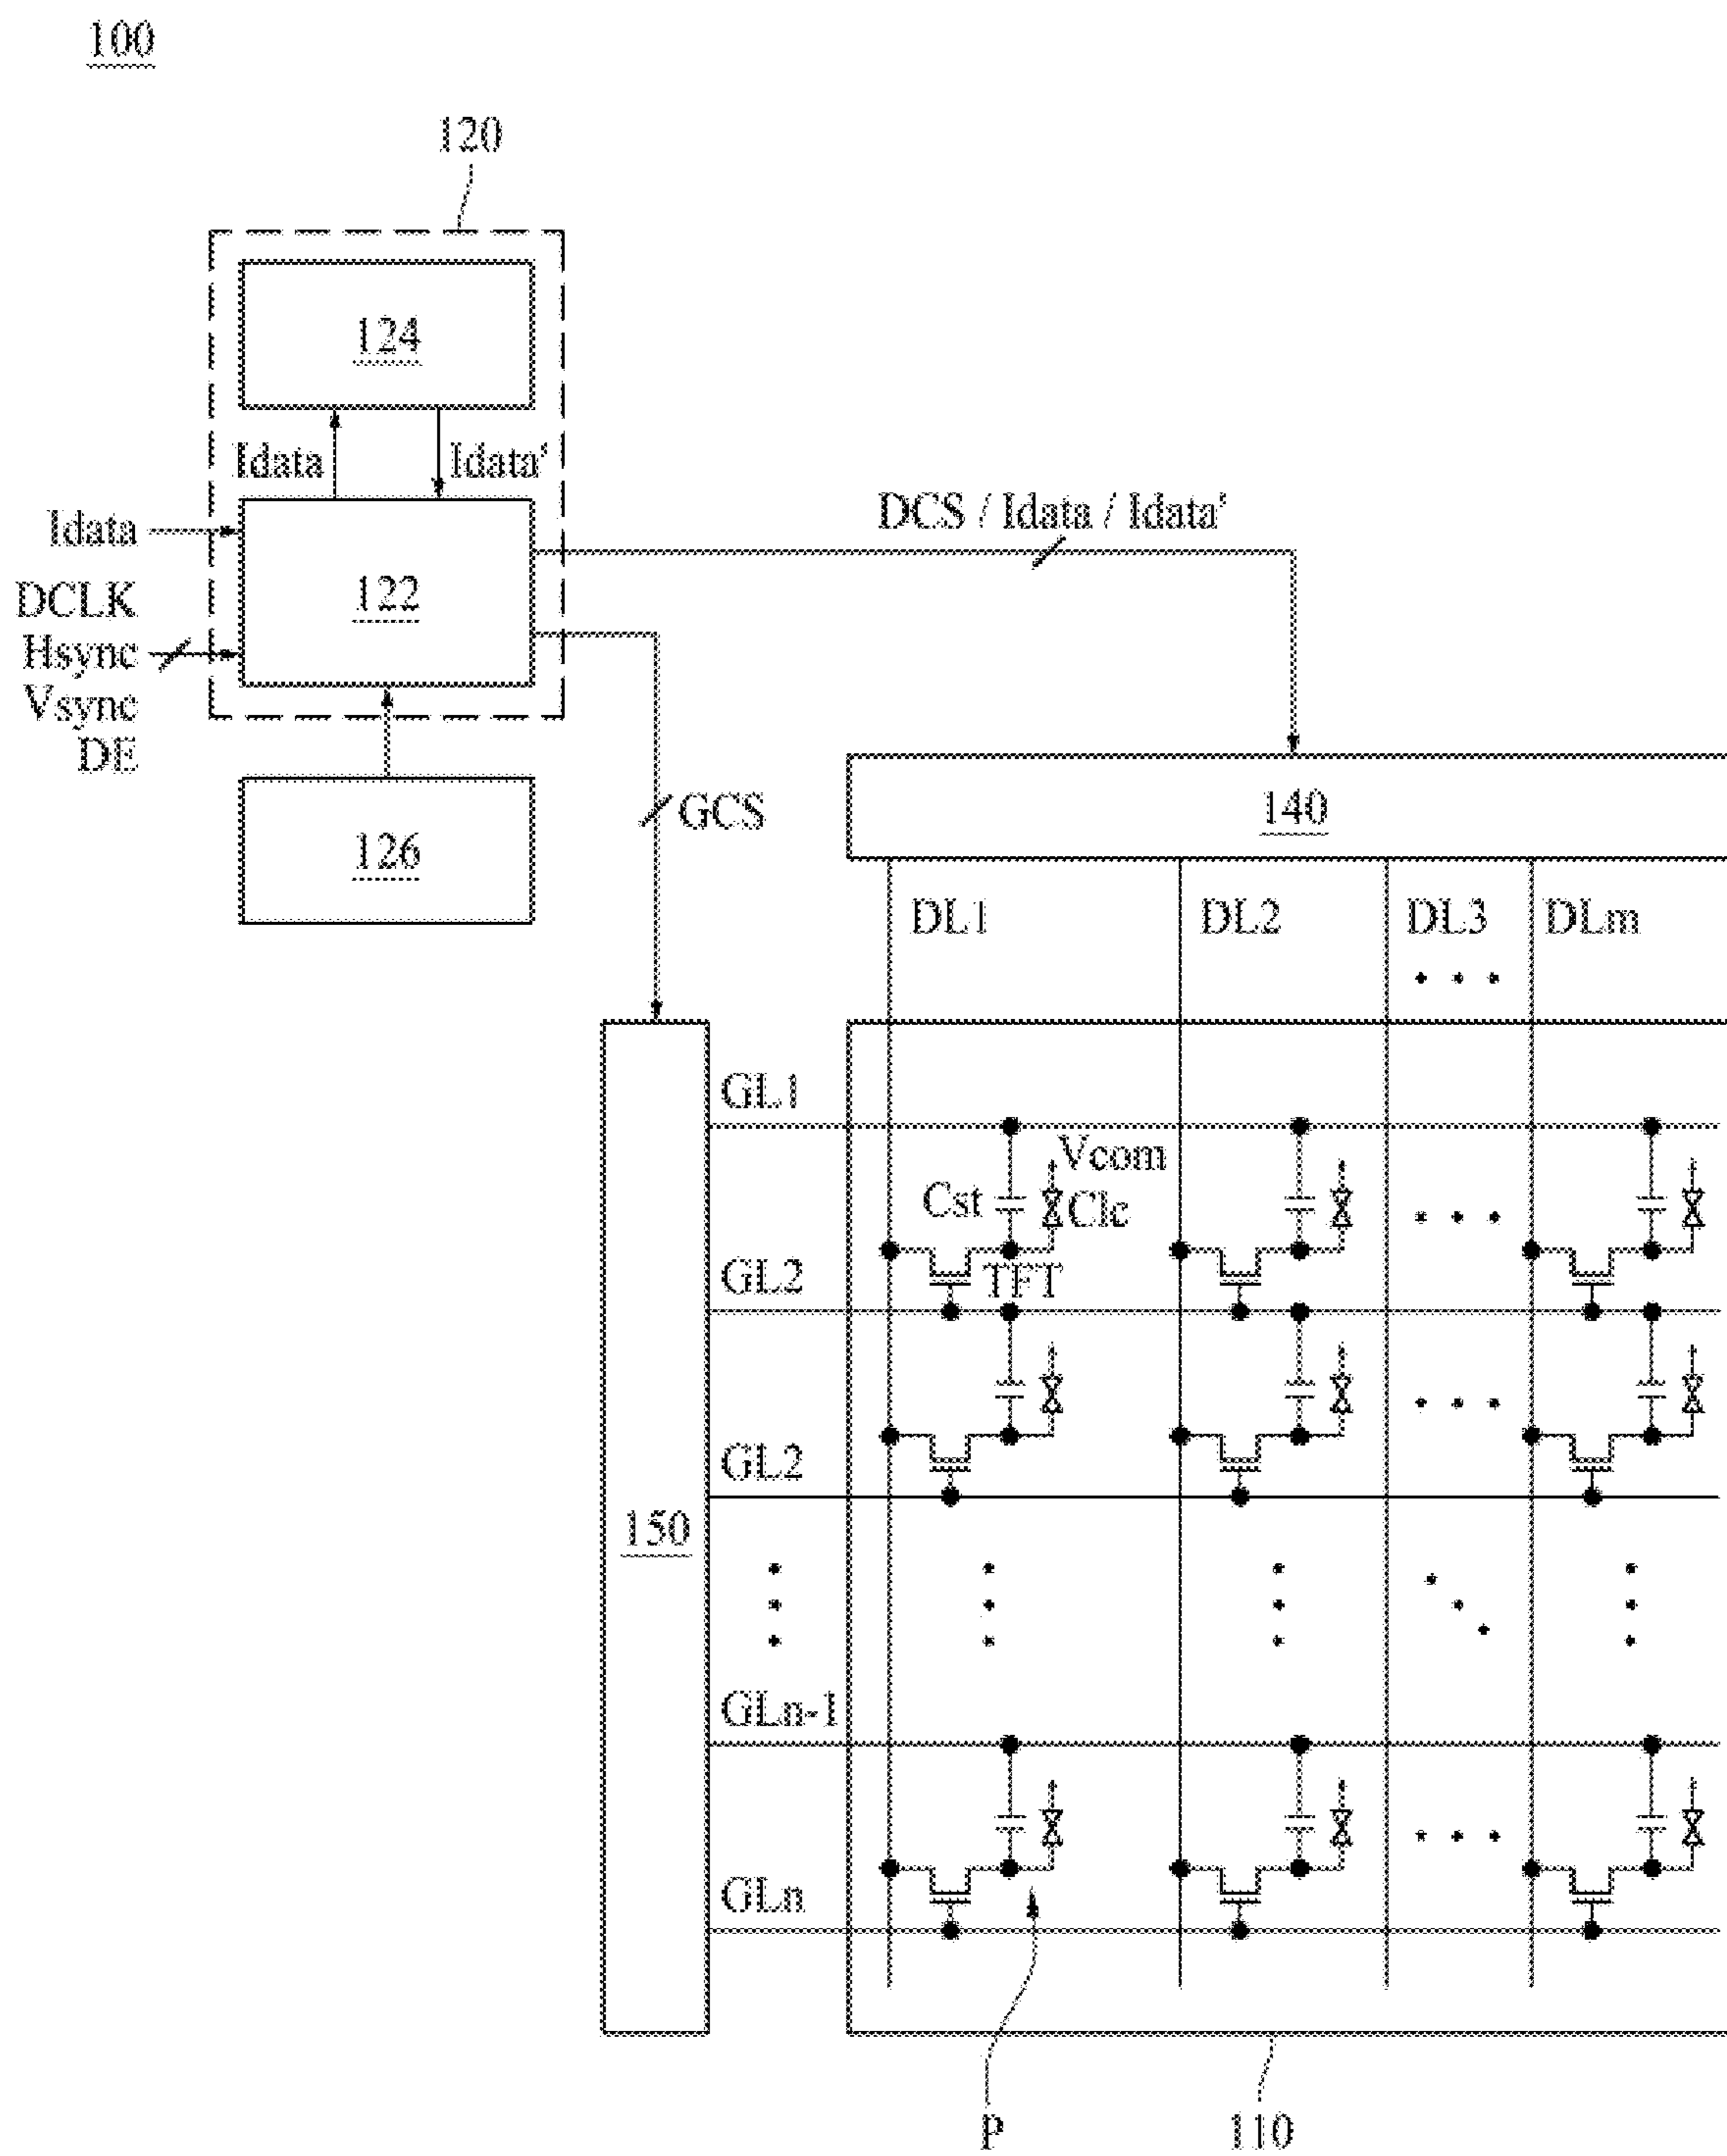 100
120
124
Idata
Idata'
Idata
DCLK
Hsync
Vsync
DE
122
126
DCS / Idata / Idata'
GCS
140
DL1
DL2
DL3
DLm
150
GL1
Vcom
Cst
Clc
GL2
TFT
GL2
GLn-1
GLn
P
110